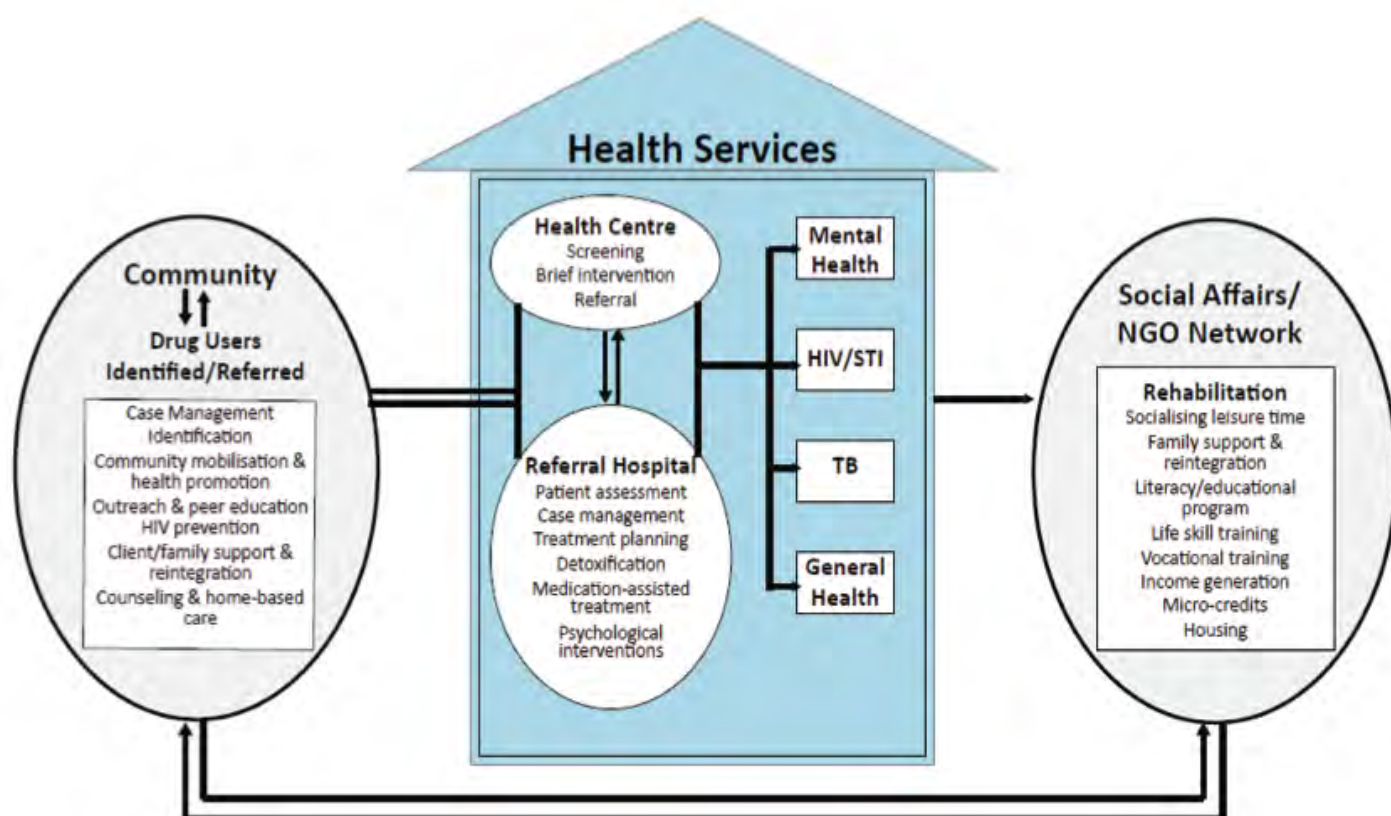 Health Services
Community
Drug Users
Identified/Referred
Case Management
Identification
Community mobilisation &
health promotion
Outreach & peer education
HIV prevention
Client/family support &
reintegration
Counseling & home-based
care
Health Centre
Screening
Brief intervention
Referral
Referral Hospital
Patient assessment
Case management
Treatment planning
Detoxification
Medication-assisted
treatment
Psychological
interventions
Mental
Health
HIV/STI
TB
General
Health
Social Affairs/
NGO Network
Rehabilitation
Socialising leisure time
Family support &
reintegration
Literacy/educational
program
Life skill training
Vocational training
Income generation
Micro-credits
Housing